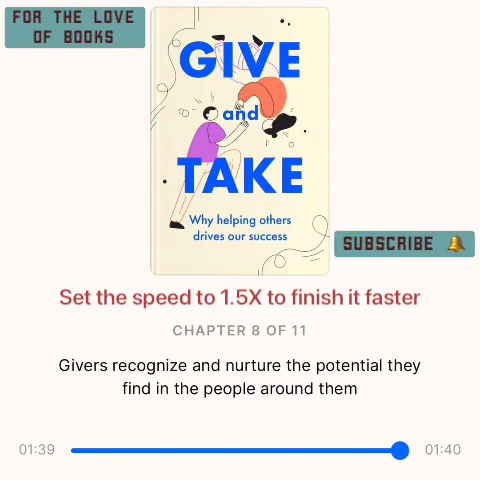 FOR THE LOVE
OF BOOKS
GIVE
and
TAKE
Why helping others
drives our success
SUBSCRIBE 🔔
Set the speed to 1.5X to finish it faster
CHAPTER 8 OF 11
Givers recognize and nurture the potential they
find in the people around them
01:39
01:40